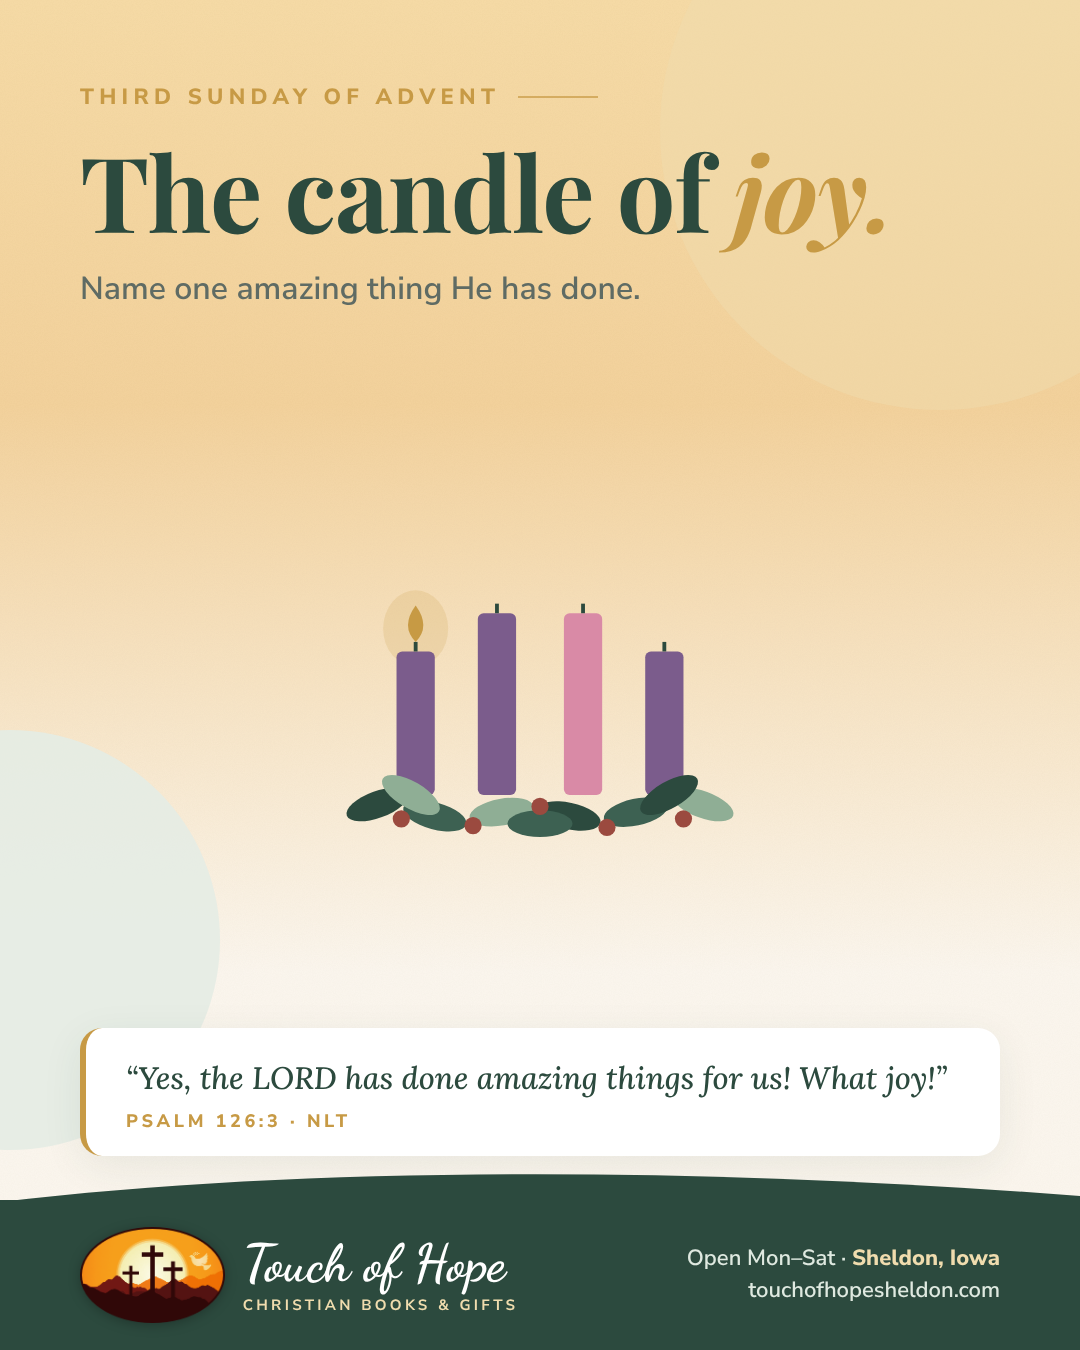 THIRD SUNDAY OF ADVENT
The candle of joy.
Name one amazing thing He has done.
“Yes, the LORD has done amazing things for us! What joy!”
PSALM 126:3 · NLT
Touch of Hope
CHRISTIAN BOOKS & GIFTS
Open Mon–Sat · Sheldon, Iowa
touchofhopesheldon.com